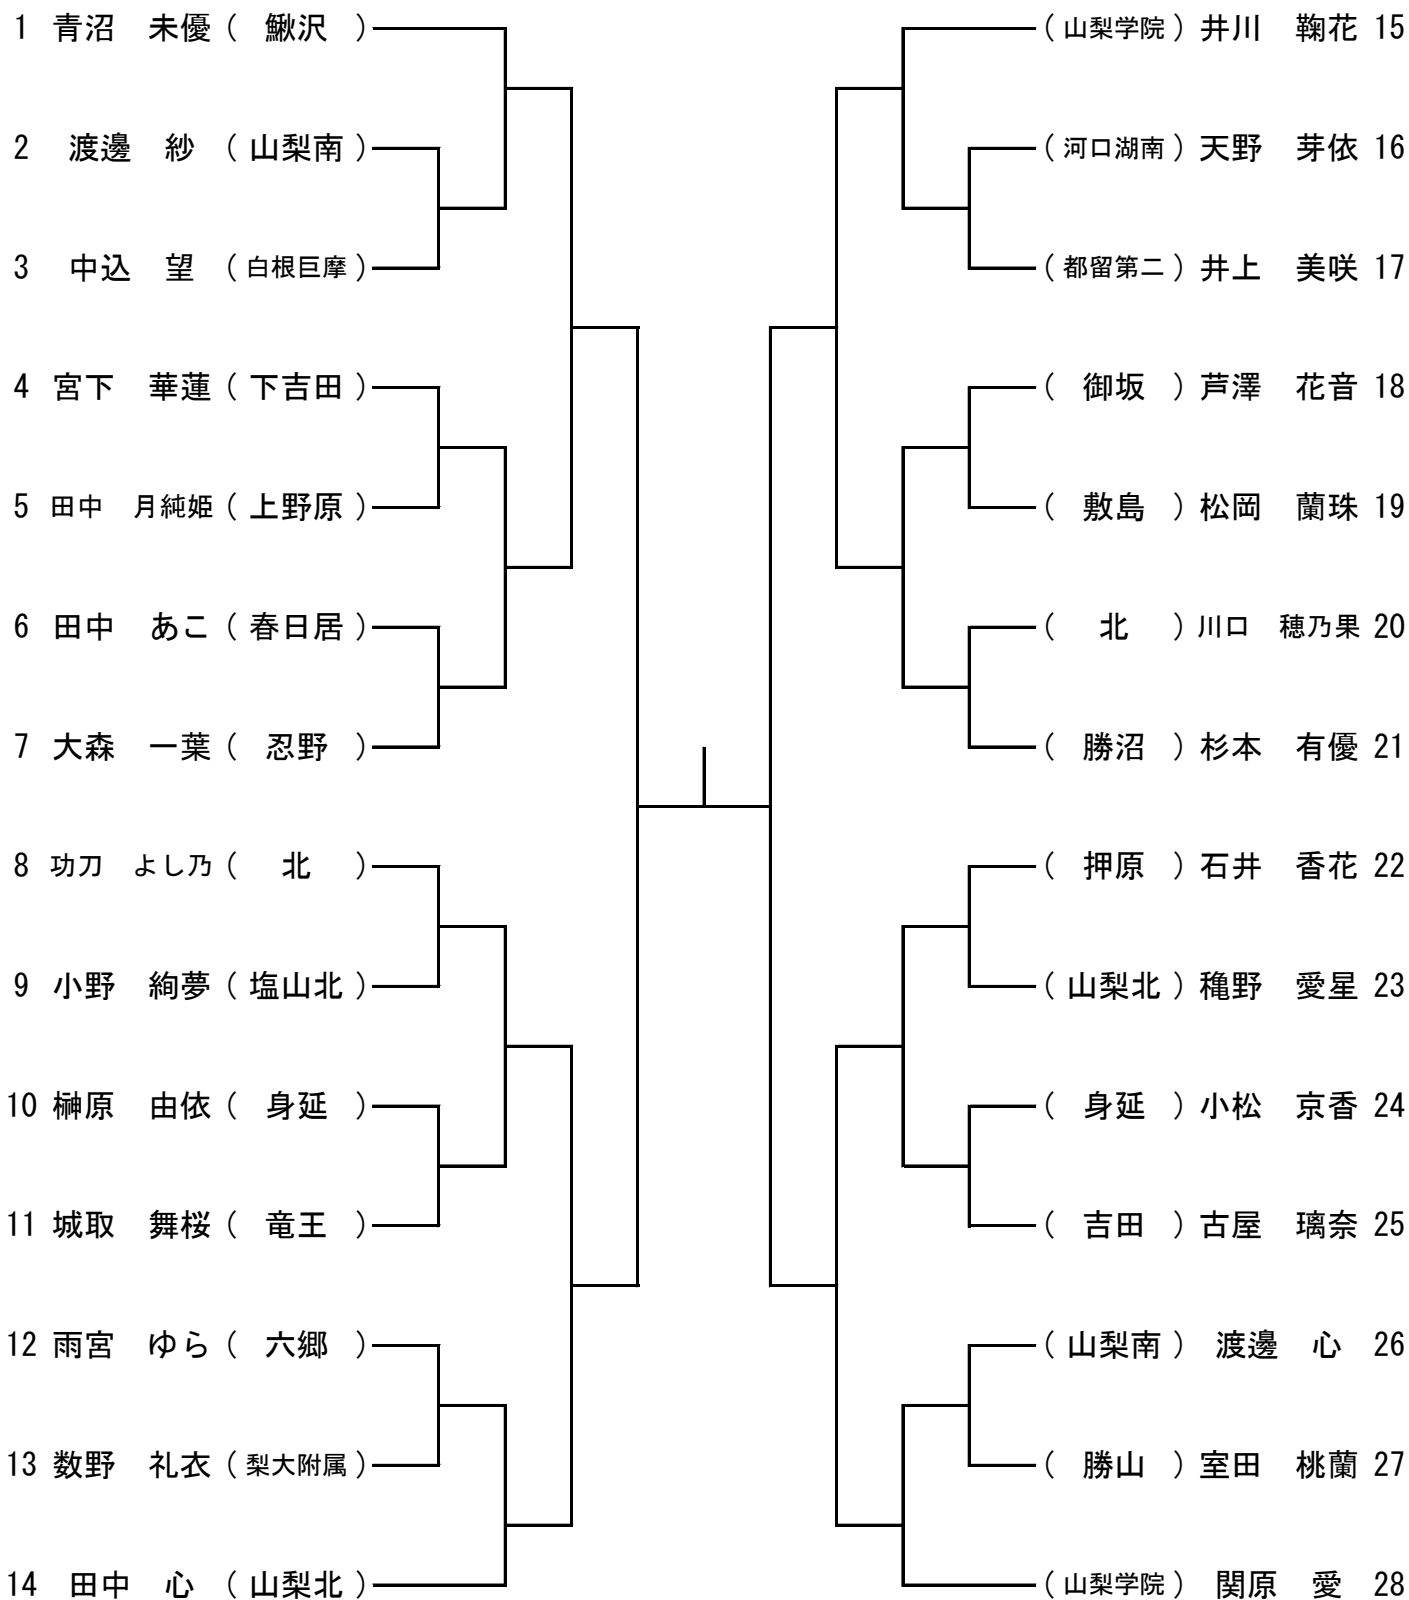 1 青沼 未優 ( 鰍沢 )
2 渡邊 紗 ( 山梨南 )
3 中込 望 ( 白根巨摩 )
4 宮下 華蓮 ( 下吉田 )
5 田中 月純姫 ( 上野原 )
6 田中 あこ ( 春日居 )
7 大森 一葉 ( 忍野 )
8 功刀 よし乃 ( 北 )
9 小野 絢夢 ( 塩山北 )
10 榊原 由依 ( 身延 )
11 城取 舞桜 ( 竜王 )
12 雨宮 ゆら ( 六郷 )
13 数野 礼衣 ( 梨大附属 )
14 田中 心 ( 山梨北 )
( 山梨学院 ) 井川 鞠花 15
( 河口湖南 ) 天野 芽依 16
( 都留第二 ) 井上 美咲 17
( 御坂 ) 芦澤 花音 18
( 敷島 ) 松岡 蘭珠 19
( 北 ) 川口 穂乃果 20
( 勝沼 ) 杉本 有優 21
( 押原 ) 石井 香花 22
( 山梨北 ) 穐野 愛星 23
( 身延 ) 小松 京香 24
( 吉田 ) 古屋 璃奈 25
( 山梨南 ) 渡邊 心 26
( 勝山 ) 室田 桃蘭 27
( 山梨学院 ) 関原 愛 28